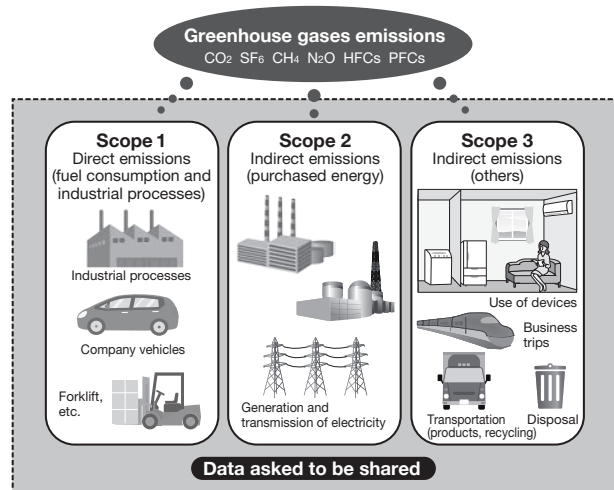 Greenhouse gases emissions
CO2 SF6 CH4 N2O HFCs PFCs
Scope 1
Direct emissions
(fuel consumption and
industrial processes)
Industrial processes
Company vehicles
Forklift,
etc.
Scope 2
Indirect emissions
(purchased energy)
Generation and
transmission of electricity
Scope 3
Indirect emissions
(others)
Use of devices
Business
trips
Transportation
(products, recycling)
Disposal
Data asked to be shared